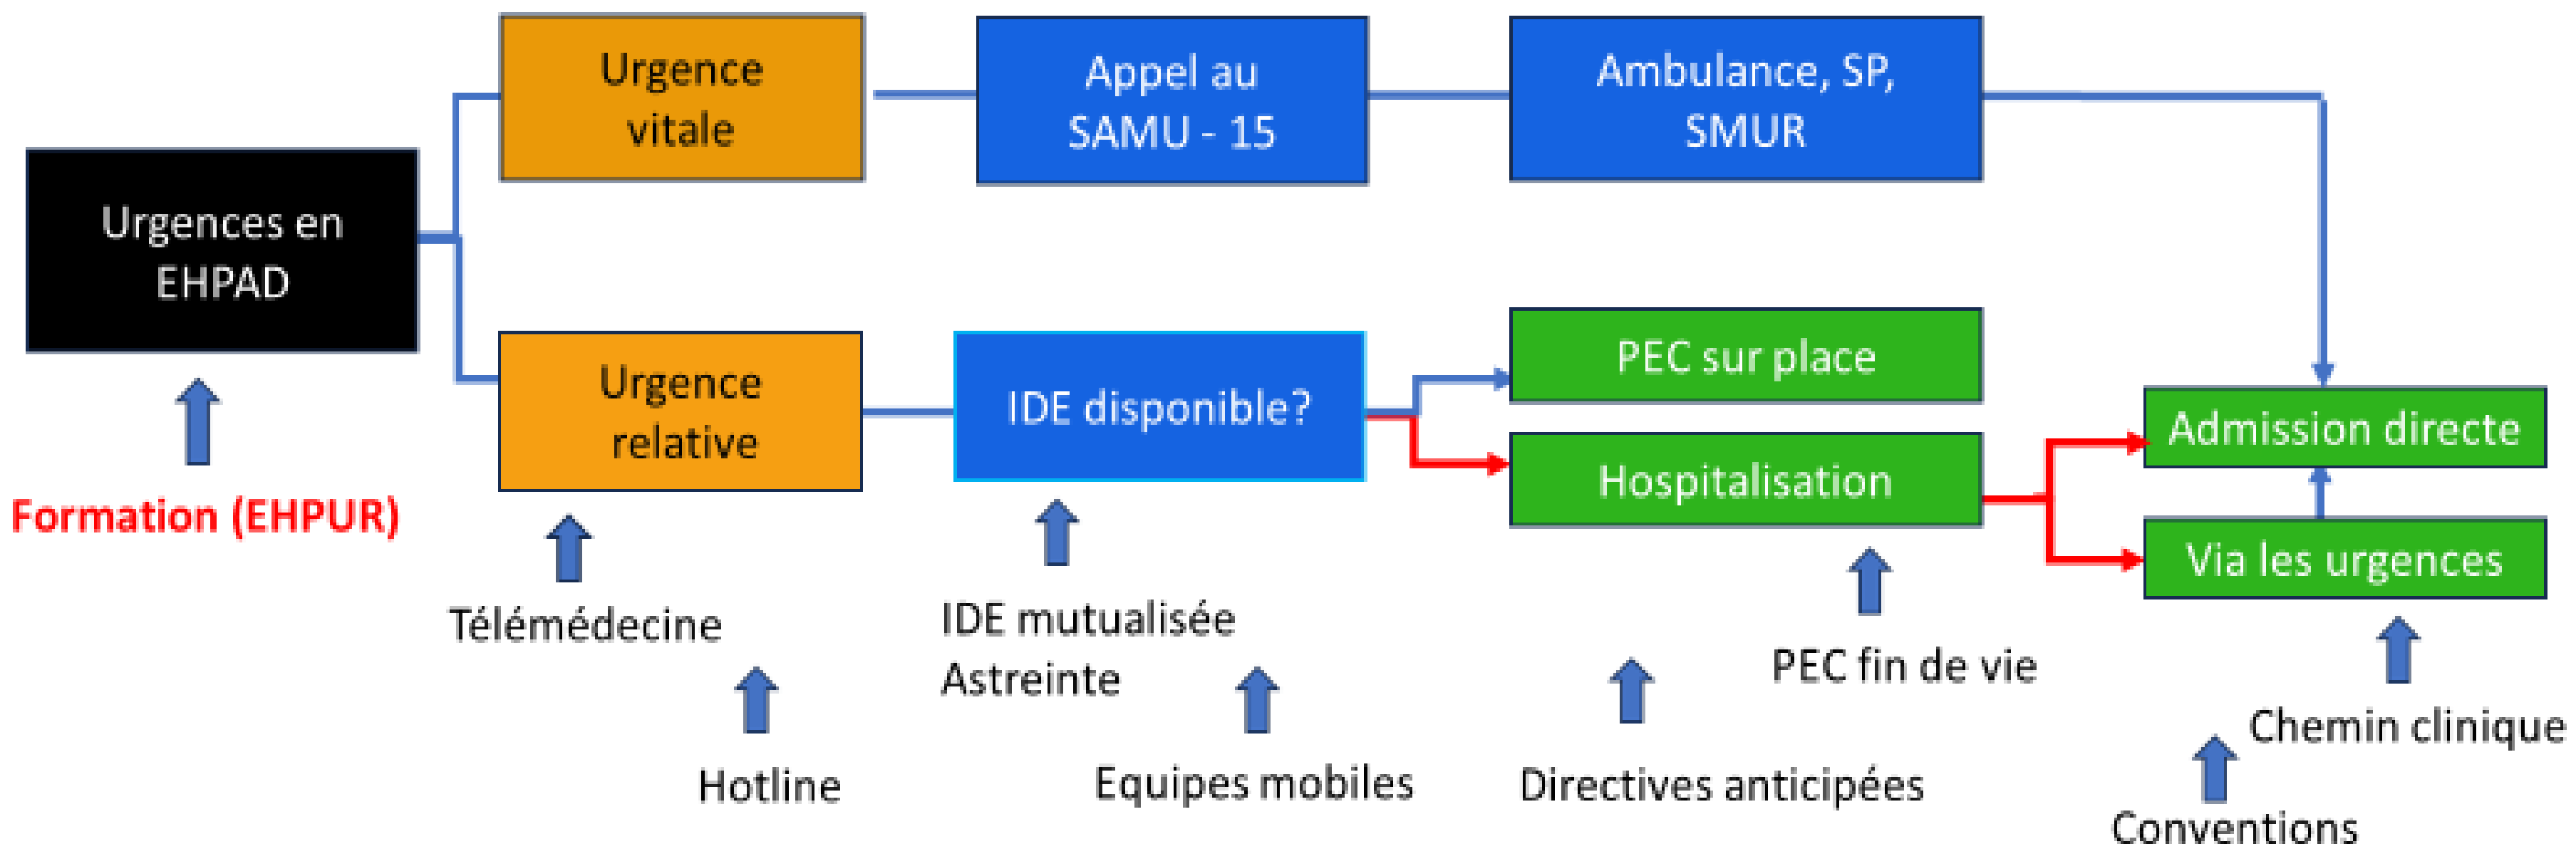 Urgence
vitale
Appel au
SAMU - 15
Ambulance, SP,
SMUR
Urgences en
EHPAD
Formation (EHPUR)
Urgence
relative
IDE disponible?
PEC sur place
Hospitalisation
Admission directe
Via les urgences
Télémédecine
Hotline
IDE mutualisée
Astreinte
Equipes mobiles
Directives anticipées
PEC fin de vie
Chemin clinique
Conventions